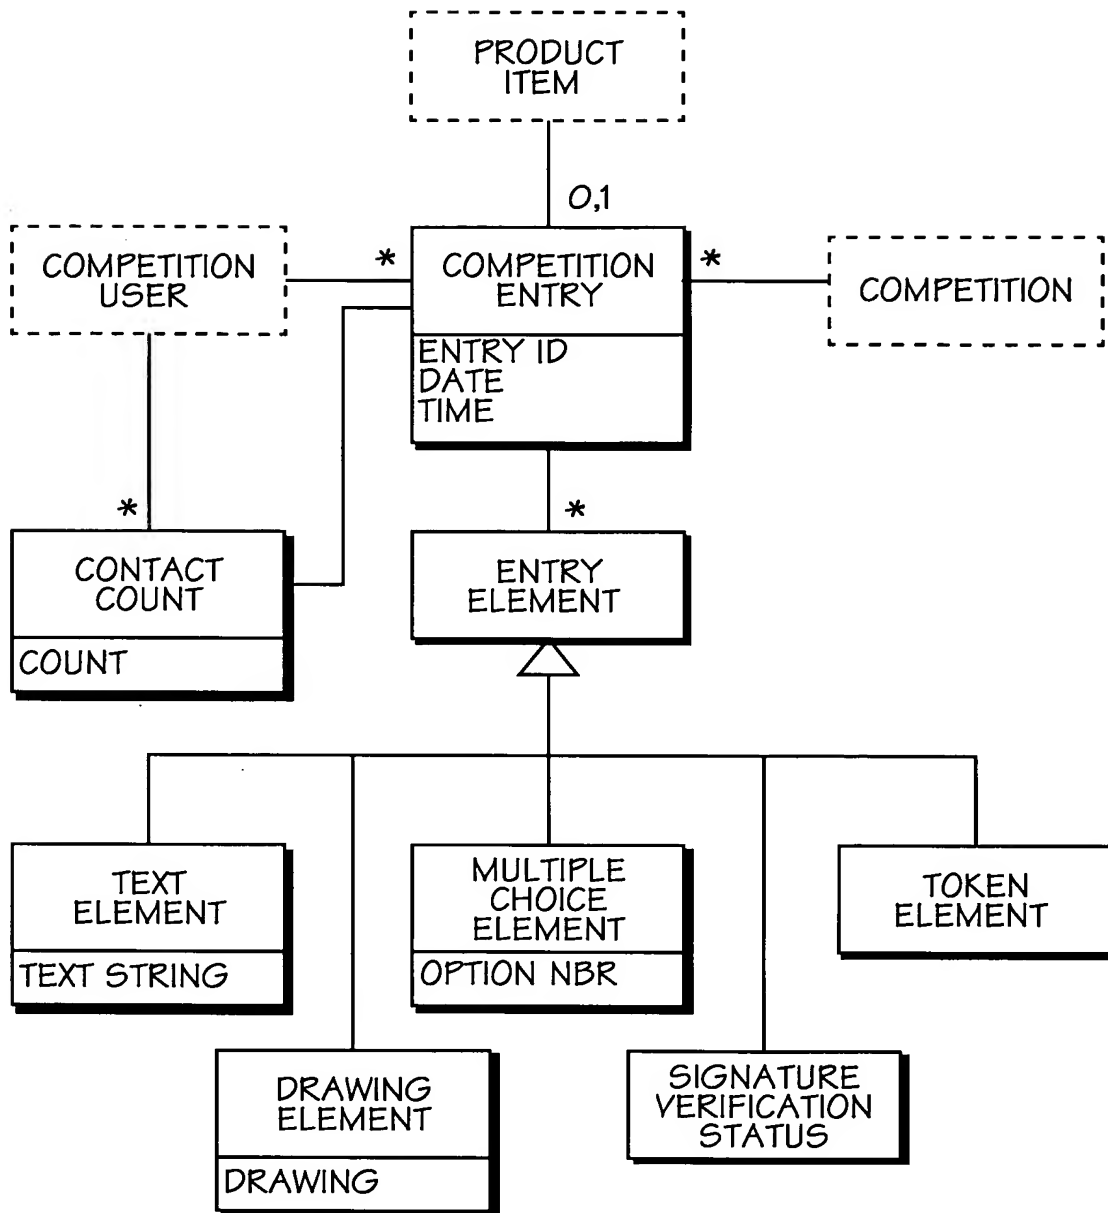 PRODUCT
ITEM
0,1
COMPETITION
USER
*
COMPETITION
ENTRY
*
COMPETITION
ENTRY ID
DATE
TIME
*
*
CONTACT
COUNT
COUNT
ENTRY
ELEMENT
TEXT
ELEMENT
TEXT STRING
MULTIPLE
CHOICE
ELEMENT
OPTION NBR
TOKEN
ELEMENT
DRAWING
ELEMENT
DRAWING
SIGNATURE
VERIFICATION
STATUS